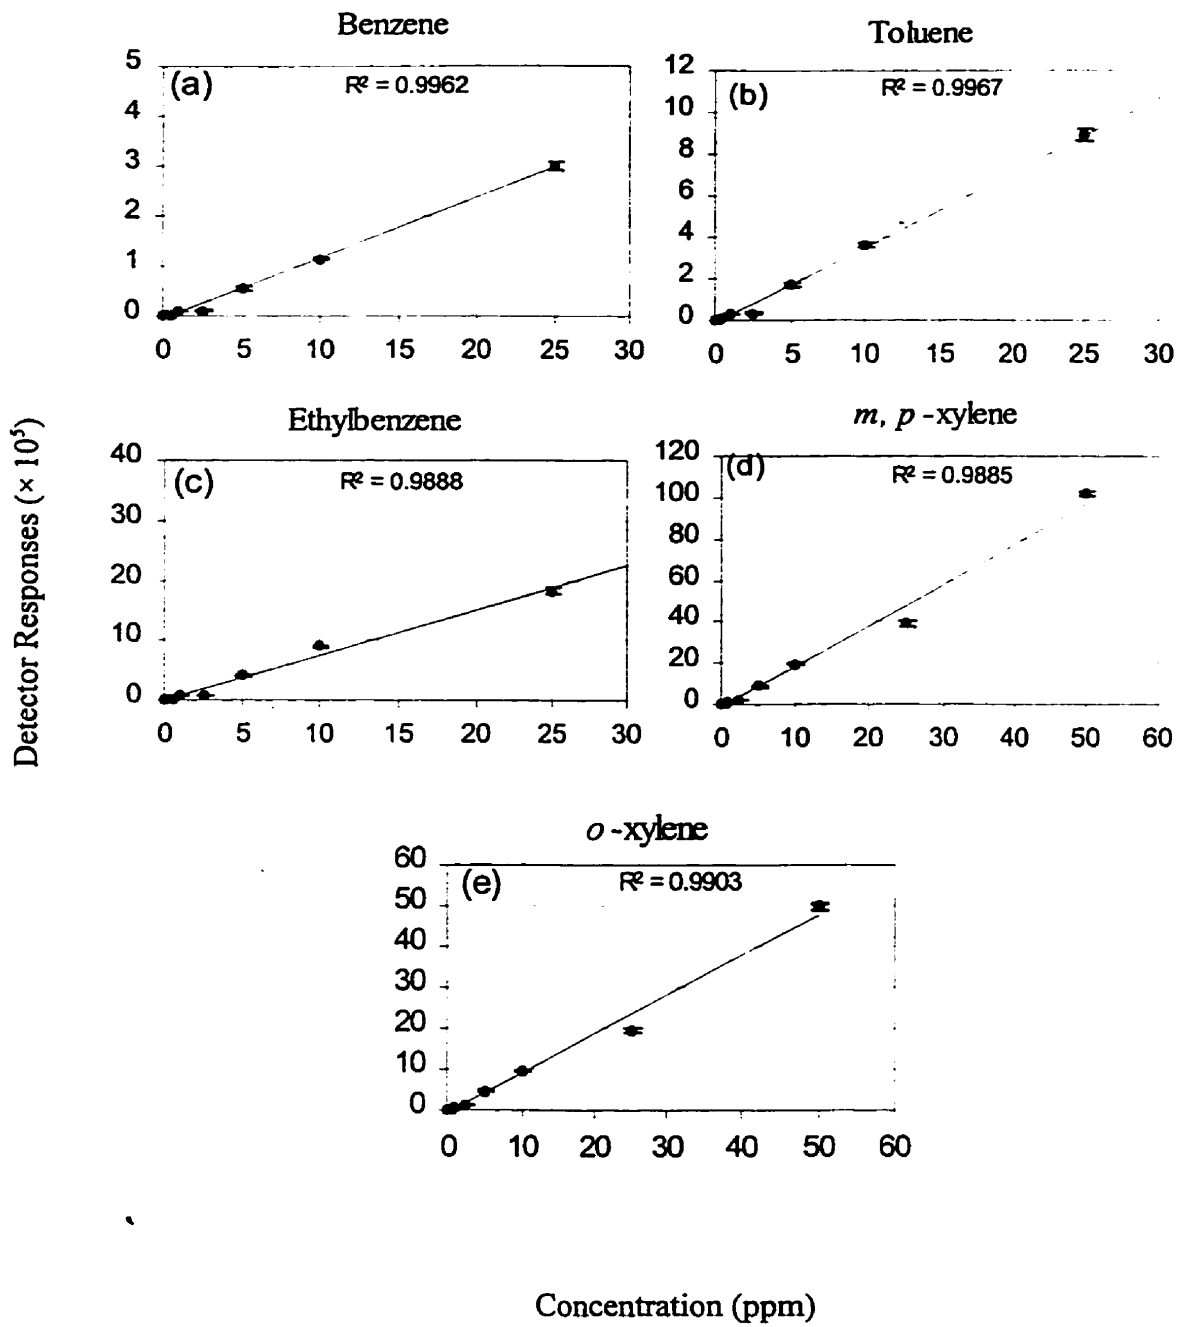 Benzene
(a)
R² = 0.9962
5
4
3
2
1
0
0 5 10 15 20 25 30
Toluene
(b)
R² = 0.9967
12
10
8
6
4
2
0
0 5 10 15 20 25 30
Ethylbenzene
(c)
R² = 0.9888
40
30
20
10
0
0 5 10 15 20 25 30
m, p -xylene
(d)
R² = 0.9885
120
100
80
60
40
20
0
0 10 20 30 40 50 60
o -xylene
(e)
R² = 0.9903
60
50
40
30
20
10
0
0 10 20 30 40 50 60
Detector Responses (× 10⁵)
Concentration (ppm)